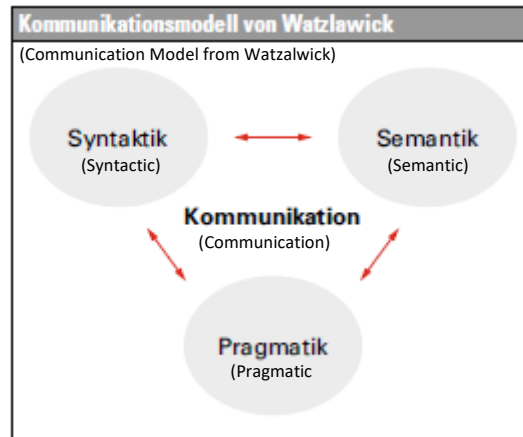 Kommunikationsmodell von Watzlawick
(Communication Model from Watzalwick)
Syntaktik
(Syntactic)
Semantik
(Semantic)
Kommunikation
(Communication)
Pragmatik
(Pragmatic